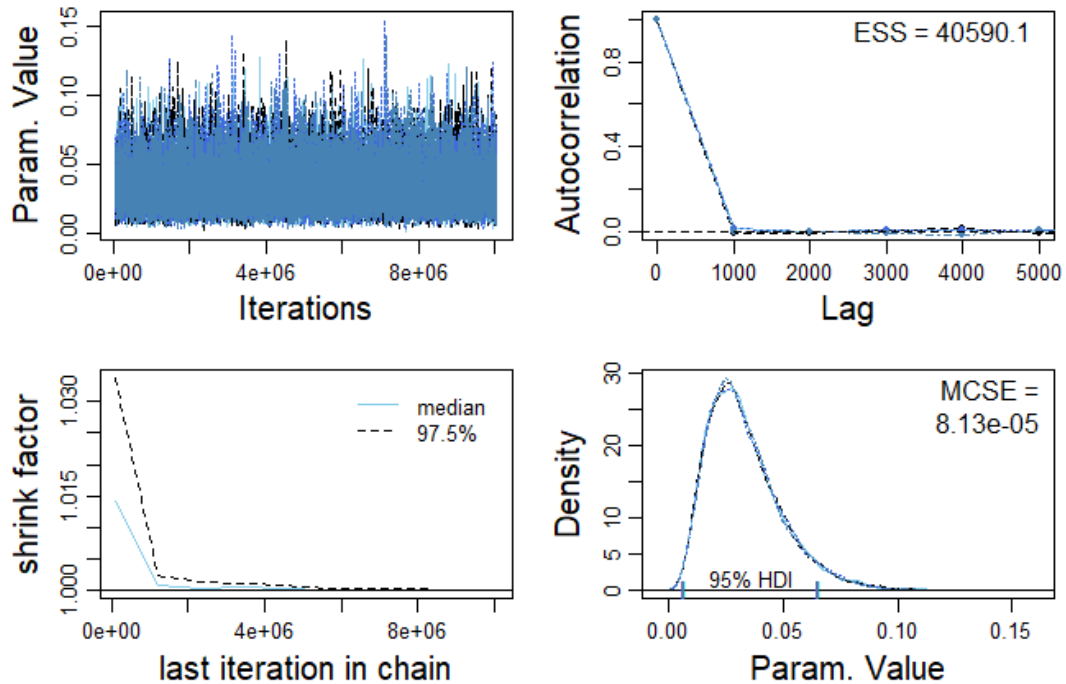 Param. Value
0.15
0.10
0.05
0.00
0e+00
4e+06
8e+06
Iterations
Autocorrelation
0.8
0.4
0.0
ESS = 40590.1
0
1000
2000
3000
4000
5000
Lag
shrink factor
1.030
1.015
1.000
median
97.5%
0e+00
4e+06
8e+06
last iteration in chain
Density
30
20
10
5
0
MCSE =
8.13e-05
95% HDI
0.00
0.05
0.10
0.15
Param. Value